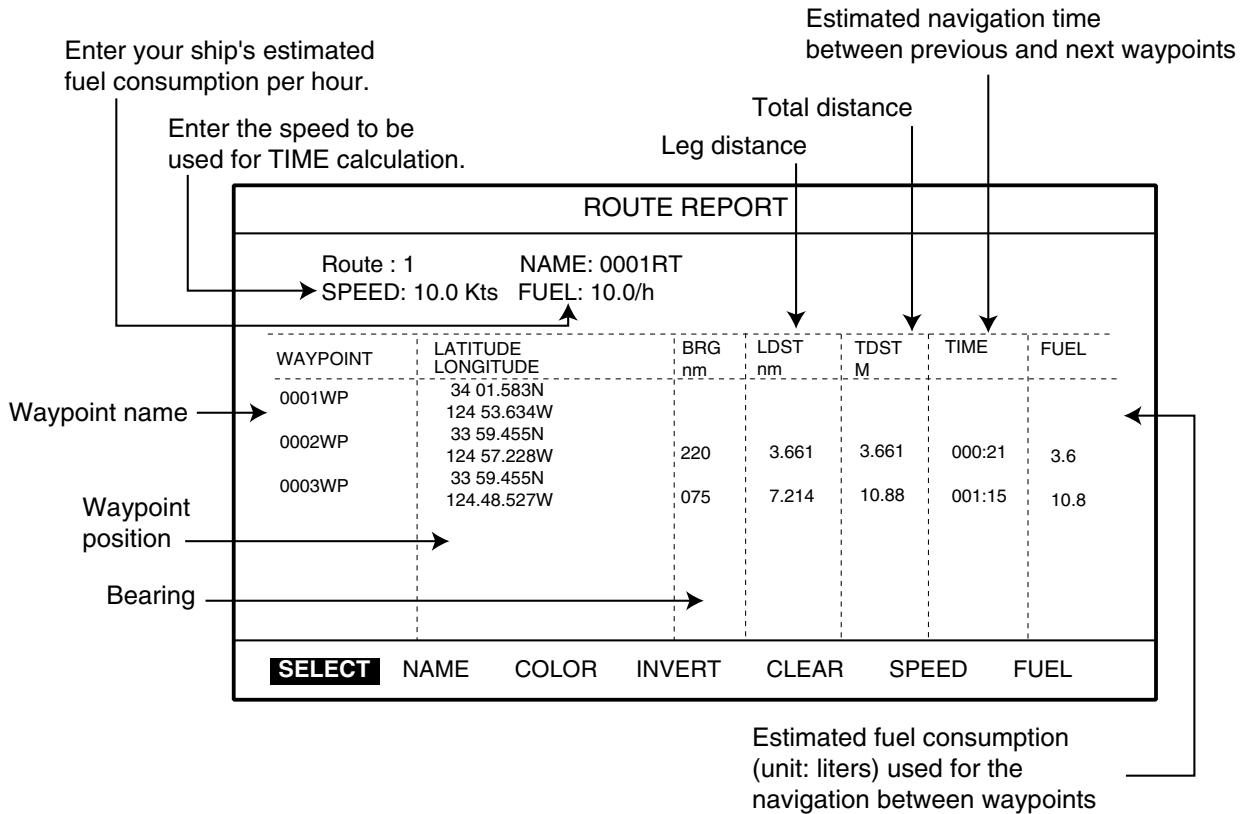 Estimated navigation time
between previous and next waypoints
Enter your ship's estimated
fuel consumption per hour.
Total distance
Enter the speed to be
used for TIME calculation.
Leg distance
ROUTE REPORT
Route : 1 NAME: 0001RT
SPEED: 10.0 Kts FUEL: 10.0/h
WAYPOINT LATITUDE BRG LDST TDST TIME FUEL
LONGITUDE nm nm M
0001WP 34 01.583N
124 53.634W
Waypoint name
0002WP 33 59.455N
124 57.228W 220 3.661 3.661 000:21 3.6
0003WP 33 59.455N
124.48.527W 075 7.214 10.88 001:15 10.8
Waypoint
position
Bearing
SELECT NAME COLOR INVERT CLEAR SPEED FUEL
Estimated fuel consumption
(unit: liters) used for the
navigation between waypoints